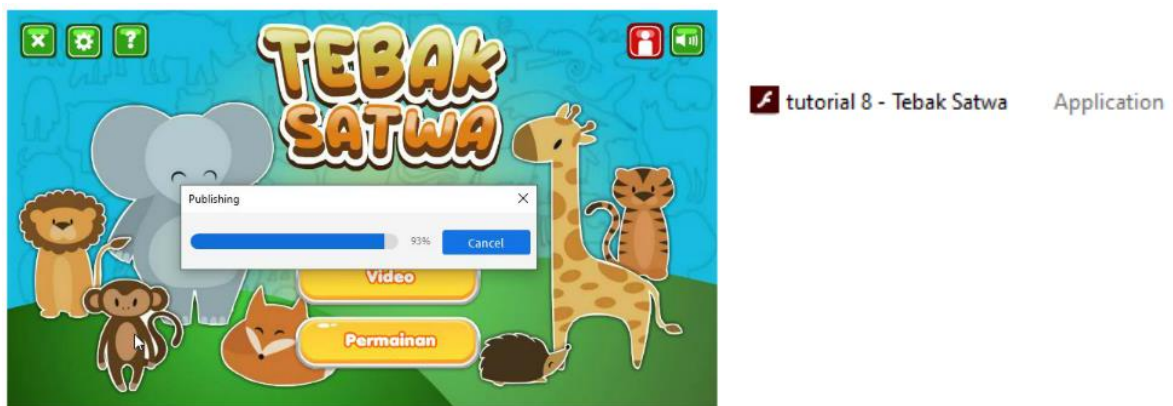 TEBAK
SATWA
Publishing
93%
Cancel
Video
Permainan
tutorial 8 - Tebak Satwa Application